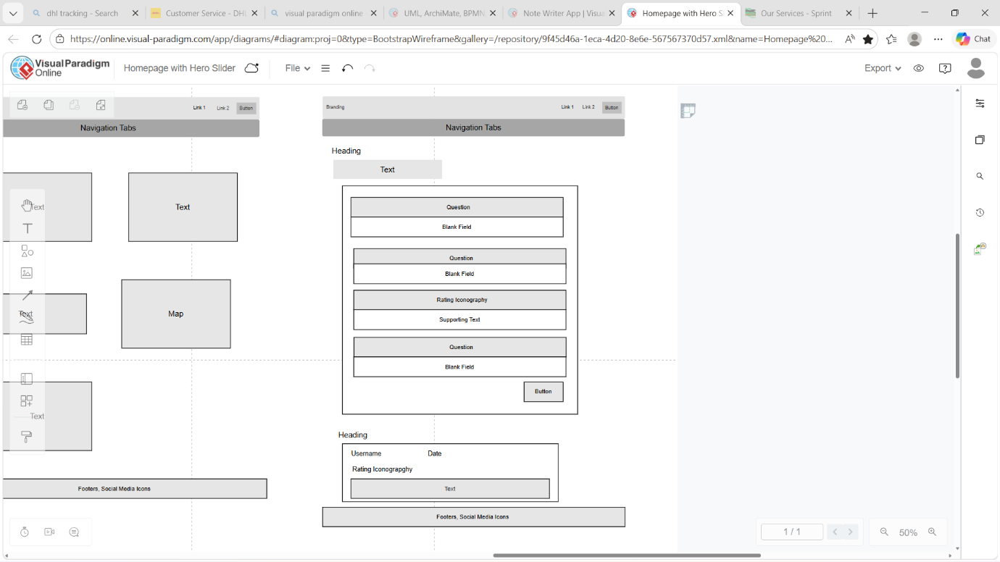 dhl tracking - Search
Customer Service - DHL
visual paradigm online
UML, ArchiMate, BPMN,
Note Writer App | Visua
Homepage with Hero S
Our Services - Sprint
https://online.visual-paradigm.com/app/diagrams/#diagram:proj=0&type=BootstrapWireframe&gallery=/repository/9f45d46a-1eca-4d20-8e6e-567567370d57.xml&name=Homepage%20...
Chat
Visual Paradigm
Online
Homepage with Hero Slider
File
Export
Link 1 Link 2 Button
Navigation Tabs
Text
Text
Text
Map
Text
Footers, Social Media Icons
Branding Link 1 Link 2 Button
Navigation Tabs
Heading
Text
Question
Blank Field
Question
Blank Field
Rating Iconography
Supporting Text
Question
Blank Field
Button
Heading
Username Date
Rating Iconograpghy
Text
Footers, Social Media Icons
1 / 1
50%